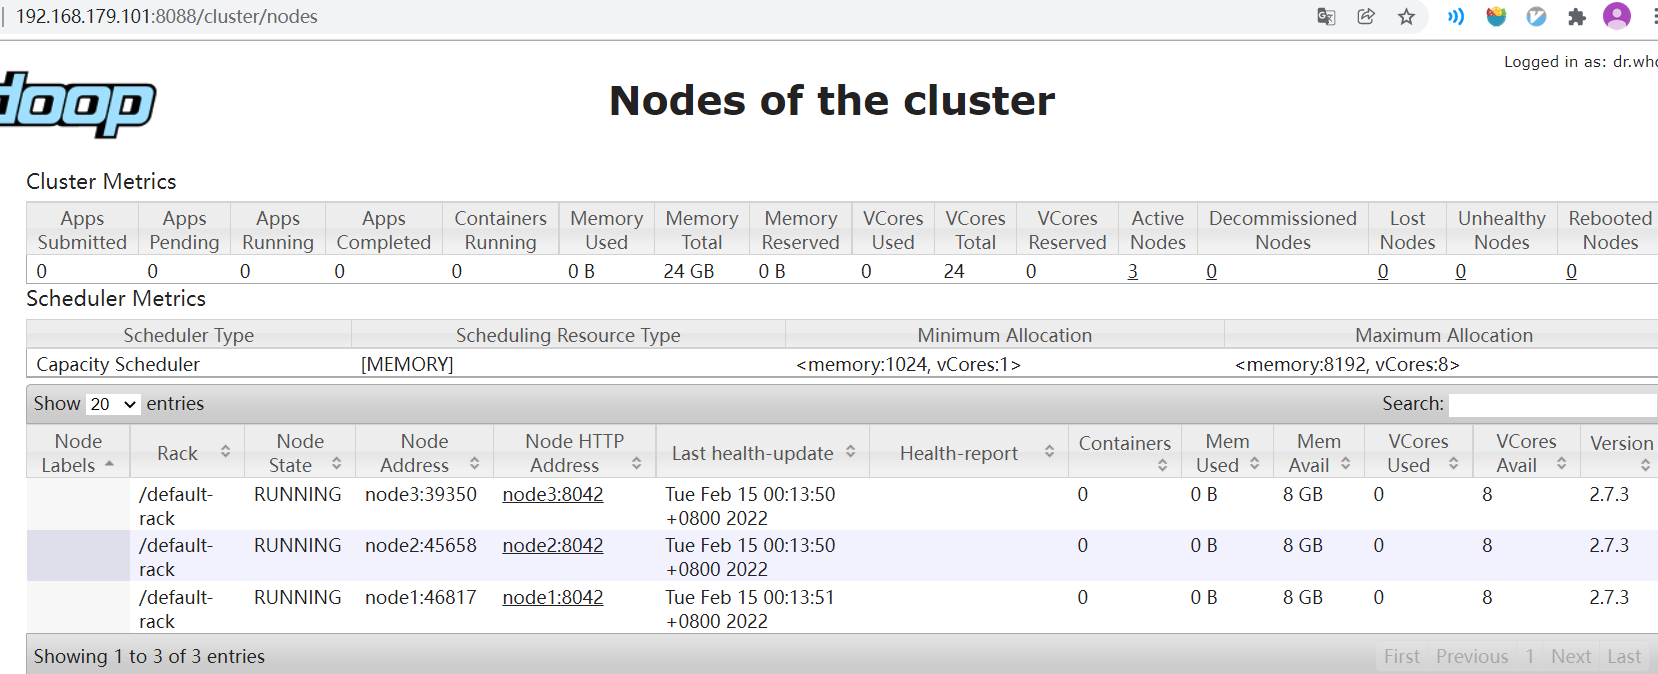 192.168.179.101:8088/cluster/nodes
Logged in as: dr.who
doop
Nodes of the cluster
Cluster Metrics
Apps Submitted Apps Pending Apps Running Apps Completed Containers Running Memory Used Memory Total Memory Reserved VCores Used VCores Total VCores Reserved Active Nodes Decommissioned Nodes Lost Nodes Unhealthy Nodes Rebooted Nodes
0 0 0 0 0 0 B 24 GB 0 B 0 24 0 3 0 0 0 0
Scheduler Metrics
Scheduler Type Scheduling Resource Type Minimum Allocation Maximum Allocation
Capacity Scheduler [MEMORY] <memory:1024, vCores:1> <memory:8192, vCores:8>
Show 20 entries Search:
Node Labels Rack Node State Node Address Node HTTP Address Last health-update Health-report Containers Mem Used Mem Avail VCores Used VCores Avail Version
/default-rack RUNNING node3:39350 node3:8042 Tue Feb 15 00:13:50 +0800 2022 0 0 B 8 GB 0 8 2.7.3
/default-rack RUNNING node2:45658 node2:8042 Tue Feb 15 00:13:50 +0800 2022 0 0 B 8 GB 0 8 2.7.3
/default-rack RUNNING node1:46817 node1:8042 Tue Feb 15 00:13:51 +0800 2022 0 0 B 8 GB 0 8 2.7.3
Showing 1 to 3 of 3 entries First Previous 1 Next Last